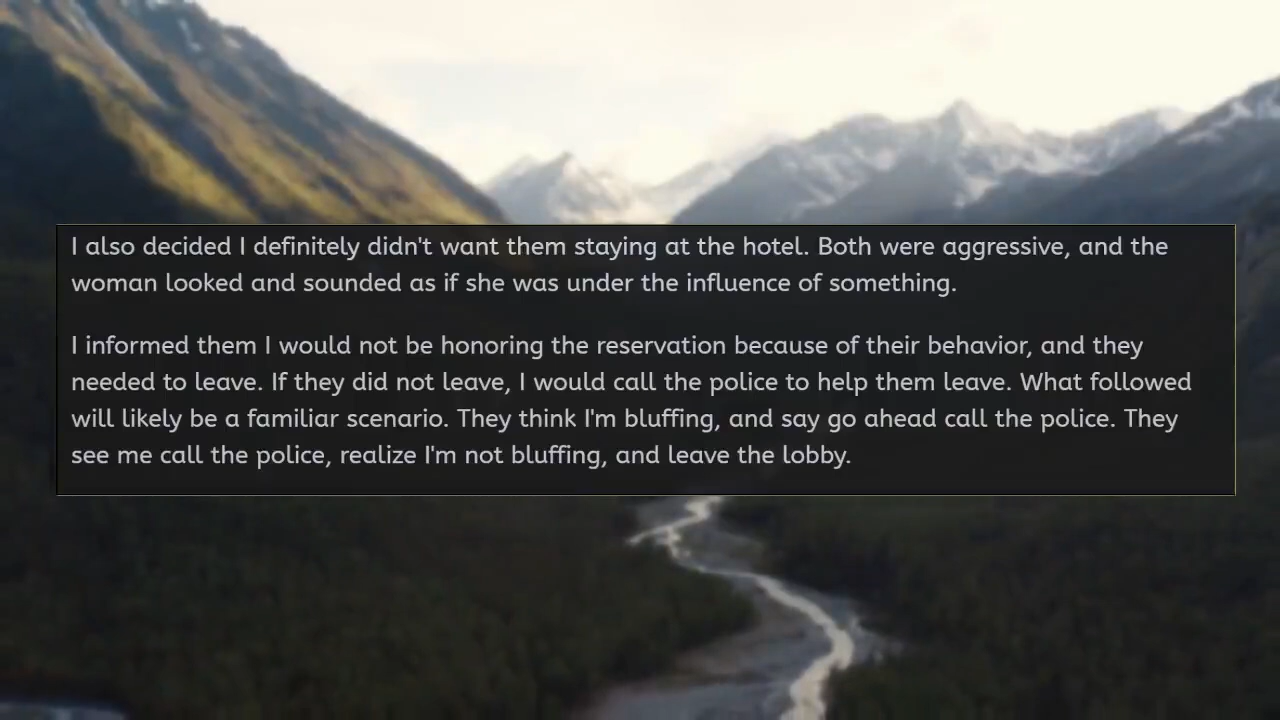 I also decided I definitely didn't want them staying at the hotel. Both were aggressive, and the
woman looked and sounded as if she was under the influence of something.
I informed them I would not be honoring the reservation because of their behavior, and they
needed to leave. If they did not leave, I would call the police to help them leave. What followed
will likely be a familiar scenario. They think I'm bluffing, and say go ahead call the police. They
see me call the police, realize I'm not bluffing, and leave the lobby.